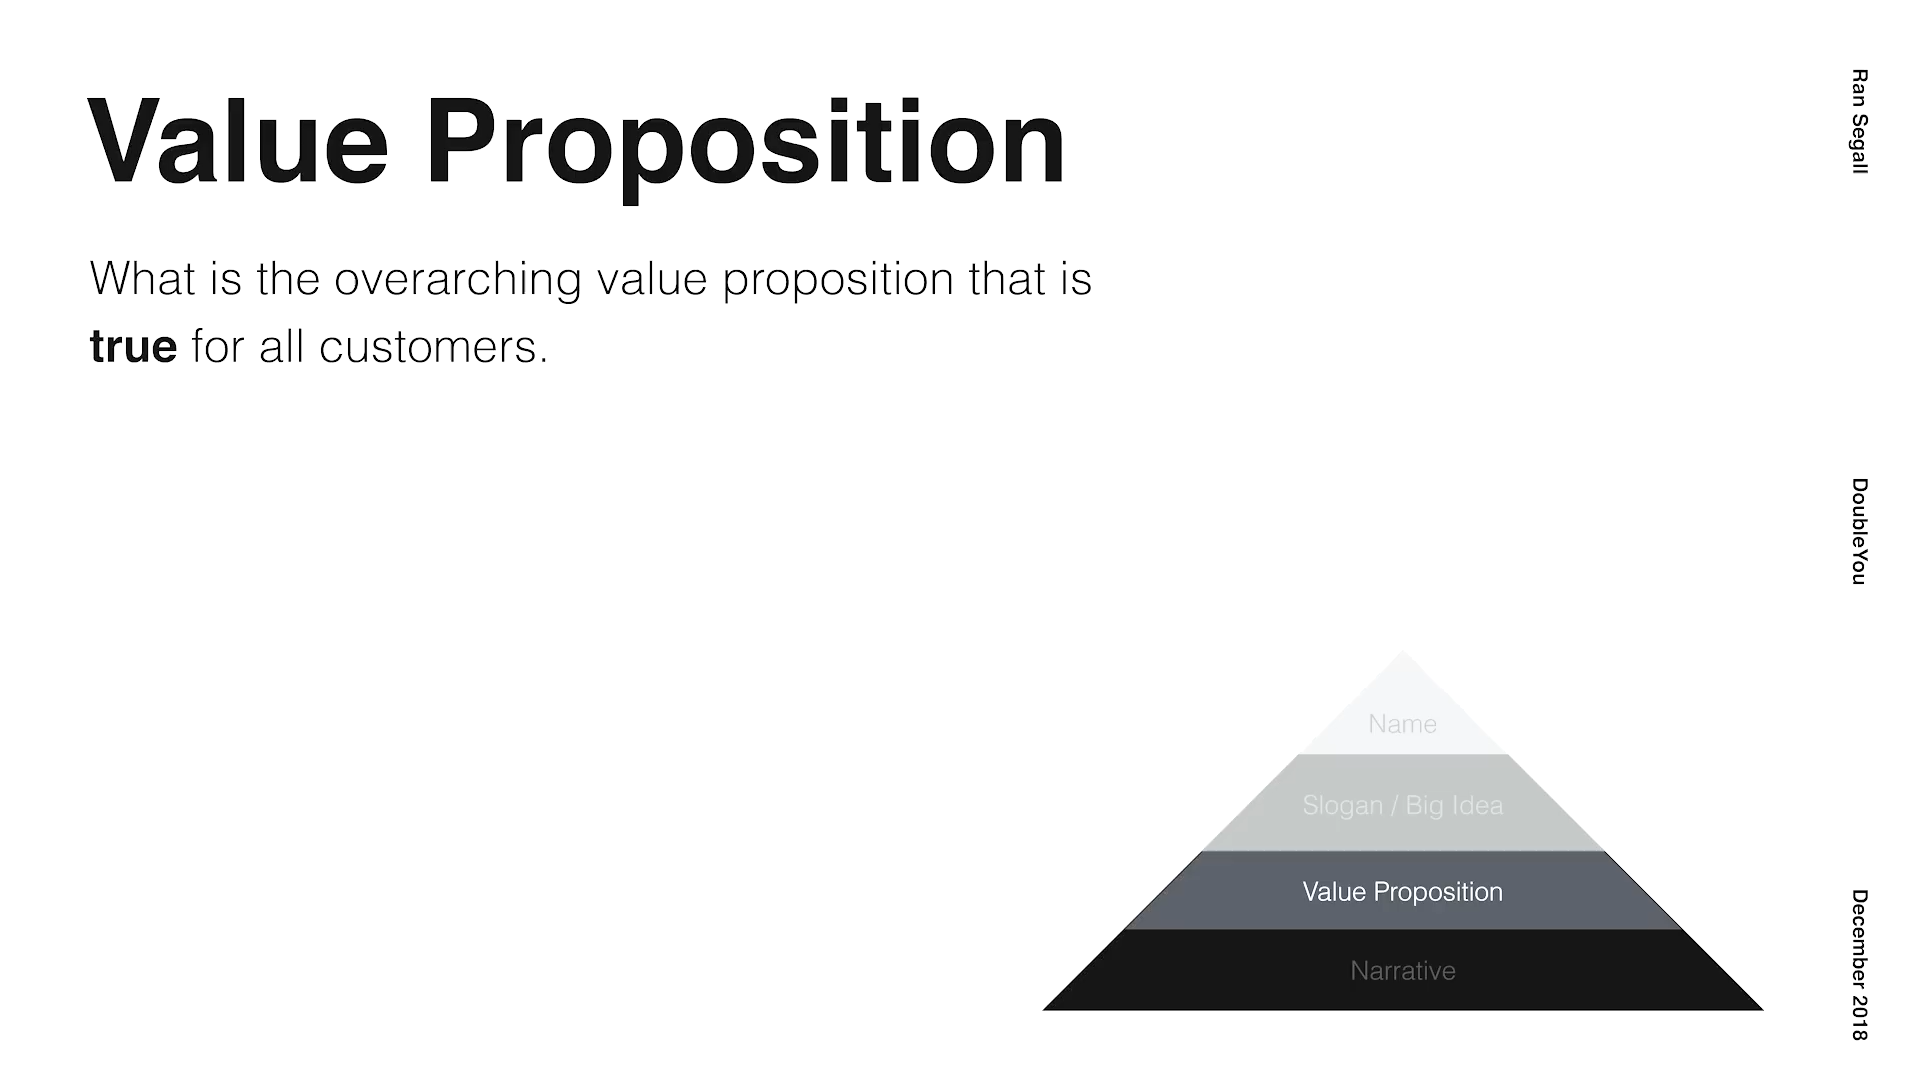 Value Proposition
What is the overarching value proposition that is
true for all customers.
Name
Slogan / Big Idea
Value Proposition
Narrative
Ran Segall
DoubleYou
December 2018